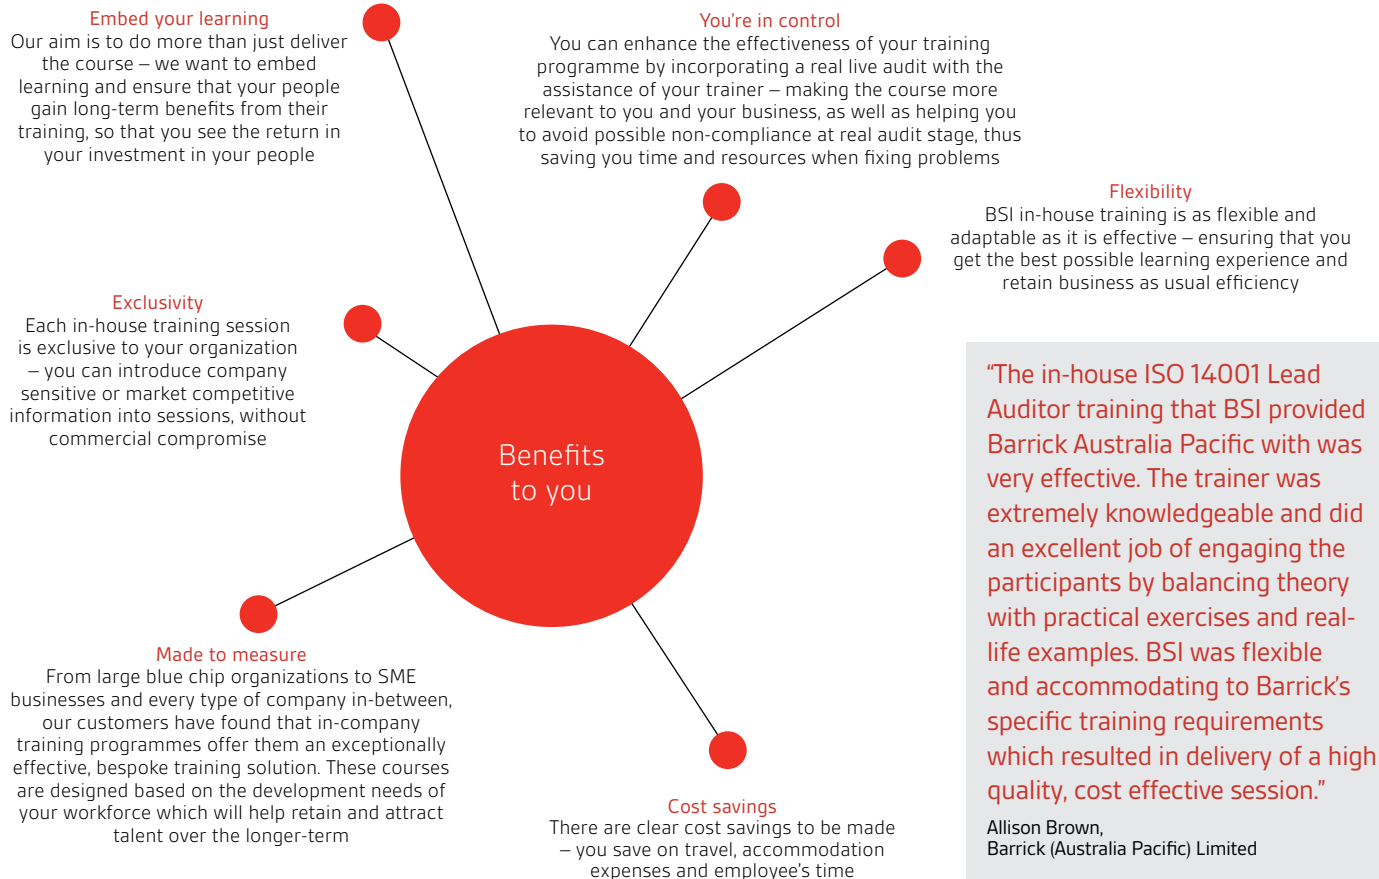 Embed your learning
Our aim is to do more than just deliver
the course – we want to embed
learning and ensure that your people
gain long-term benefits from their
training, so that you see the return in
your investment in your people
You're in control
You can enhance the effectiveness of your training
programme by incorporating a real live audit with the
assistance of your trainer – making the course more
relevant to you and your business, as well as helping you
to avoid possible non-compliance at real audit stage, thus
saving you time and resources when fixing problems
Flexibility
BSI in-house training is as flexible and
adaptable as it is effective – ensuring that you
get the best possible learning experience and
retain business as usual efficiency
Exclusivity
Each in-house training session
is exclusive to your organization
– you can introduce company
sensitive or market competitive
information into sessions, without
commercial compromise
Benefits
to you
Made to measure
From large blue chip organizations to SME
businesses and every type of company in-between,
our customers have found that in-company
training programmes offer them an exceptionally
effective, bespoke training solution. These courses
are designed based on the development needs of
your workforce which will help retain and attract
talent over the longer-term
Cost savings
There are clear cost savings to be made
– you save on travel, accommodation
expenses and employee's time
“The in-house ISO 14001 Lead
Auditor training that BSI provided
Barrick Australia Pacific with was
very effective. The trainer was
extremely knowledgeable and did
an excellent job of engaging the
participants by balancing theory
with practical exercises and real-
life examples. BSI was flexible
and accommodating to Barrick's
specific training requirements
which resulted in delivery of a high
quality, cost effective session.”
Allison Brown,
Barrick (Australia Pacific) Limited